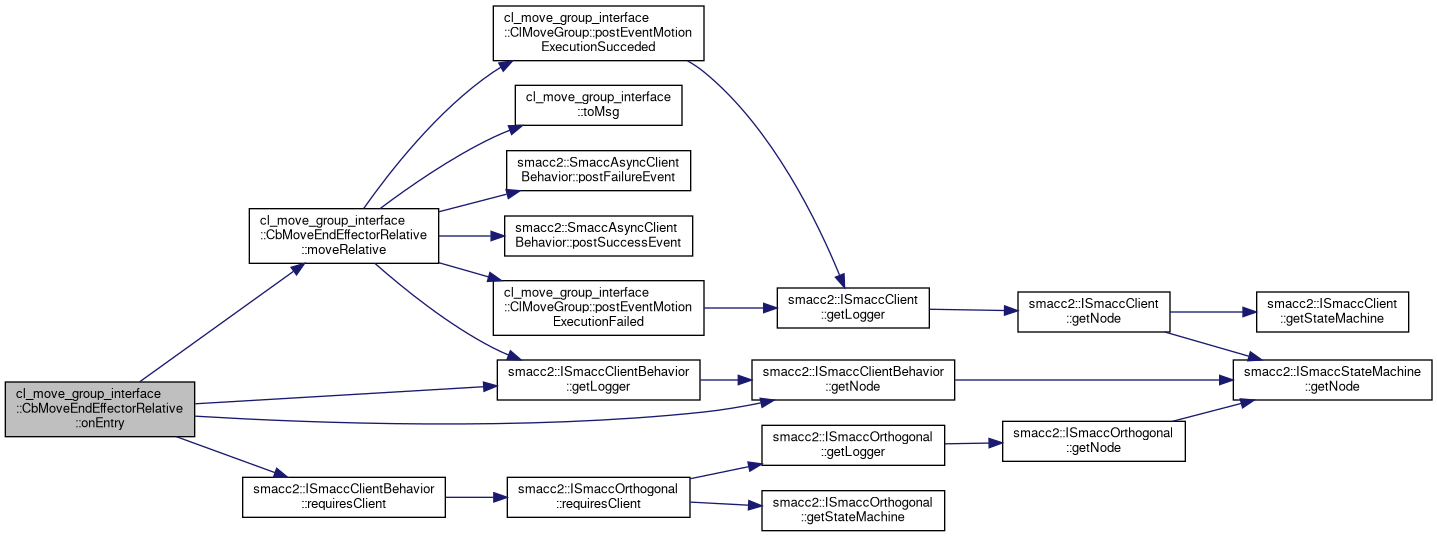 cl_move_group_interface
::CbMoveEndEffectorRelative
::onEntry
cl_move_group_interface
::CbMoveEndEffectorRelative
::moveRelative
smacc2::ISmaccClientBehavior
::requiresClient
cl_move_group_interface
::ClMoveGroup::postEventMotion
ExecutionSucceded
cl_move_group_interface
::toMsg
smacc2::SmaccAsyncClient
Behavior::postFailureEvent
smacc2::SmaccAsyncClient
Behavior::postSuccessEvent
cl_move_group_interface
::ClMoveGroup::postEventMotion
ExecutionFailed
smacc2::ISmaccClientBehavior
::getLogger
smacc2::ISmaccOrthogonal
::requiresClient
smacc2::ISmaccClient
::getLogger
smacc2::ISmaccClientBehavior
::getNode
smacc2::ISmaccOrthogonal
::getLogger
smacc2::ISmaccOrthogonal
::getStateMachine
smacc2::ISmaccClient
::getNode
smacc2::ISmaccOrthogonal
::getNode
smacc2::ISmaccClient
::getStateMachine
smacc2::ISmaccStateMachine
::getNode